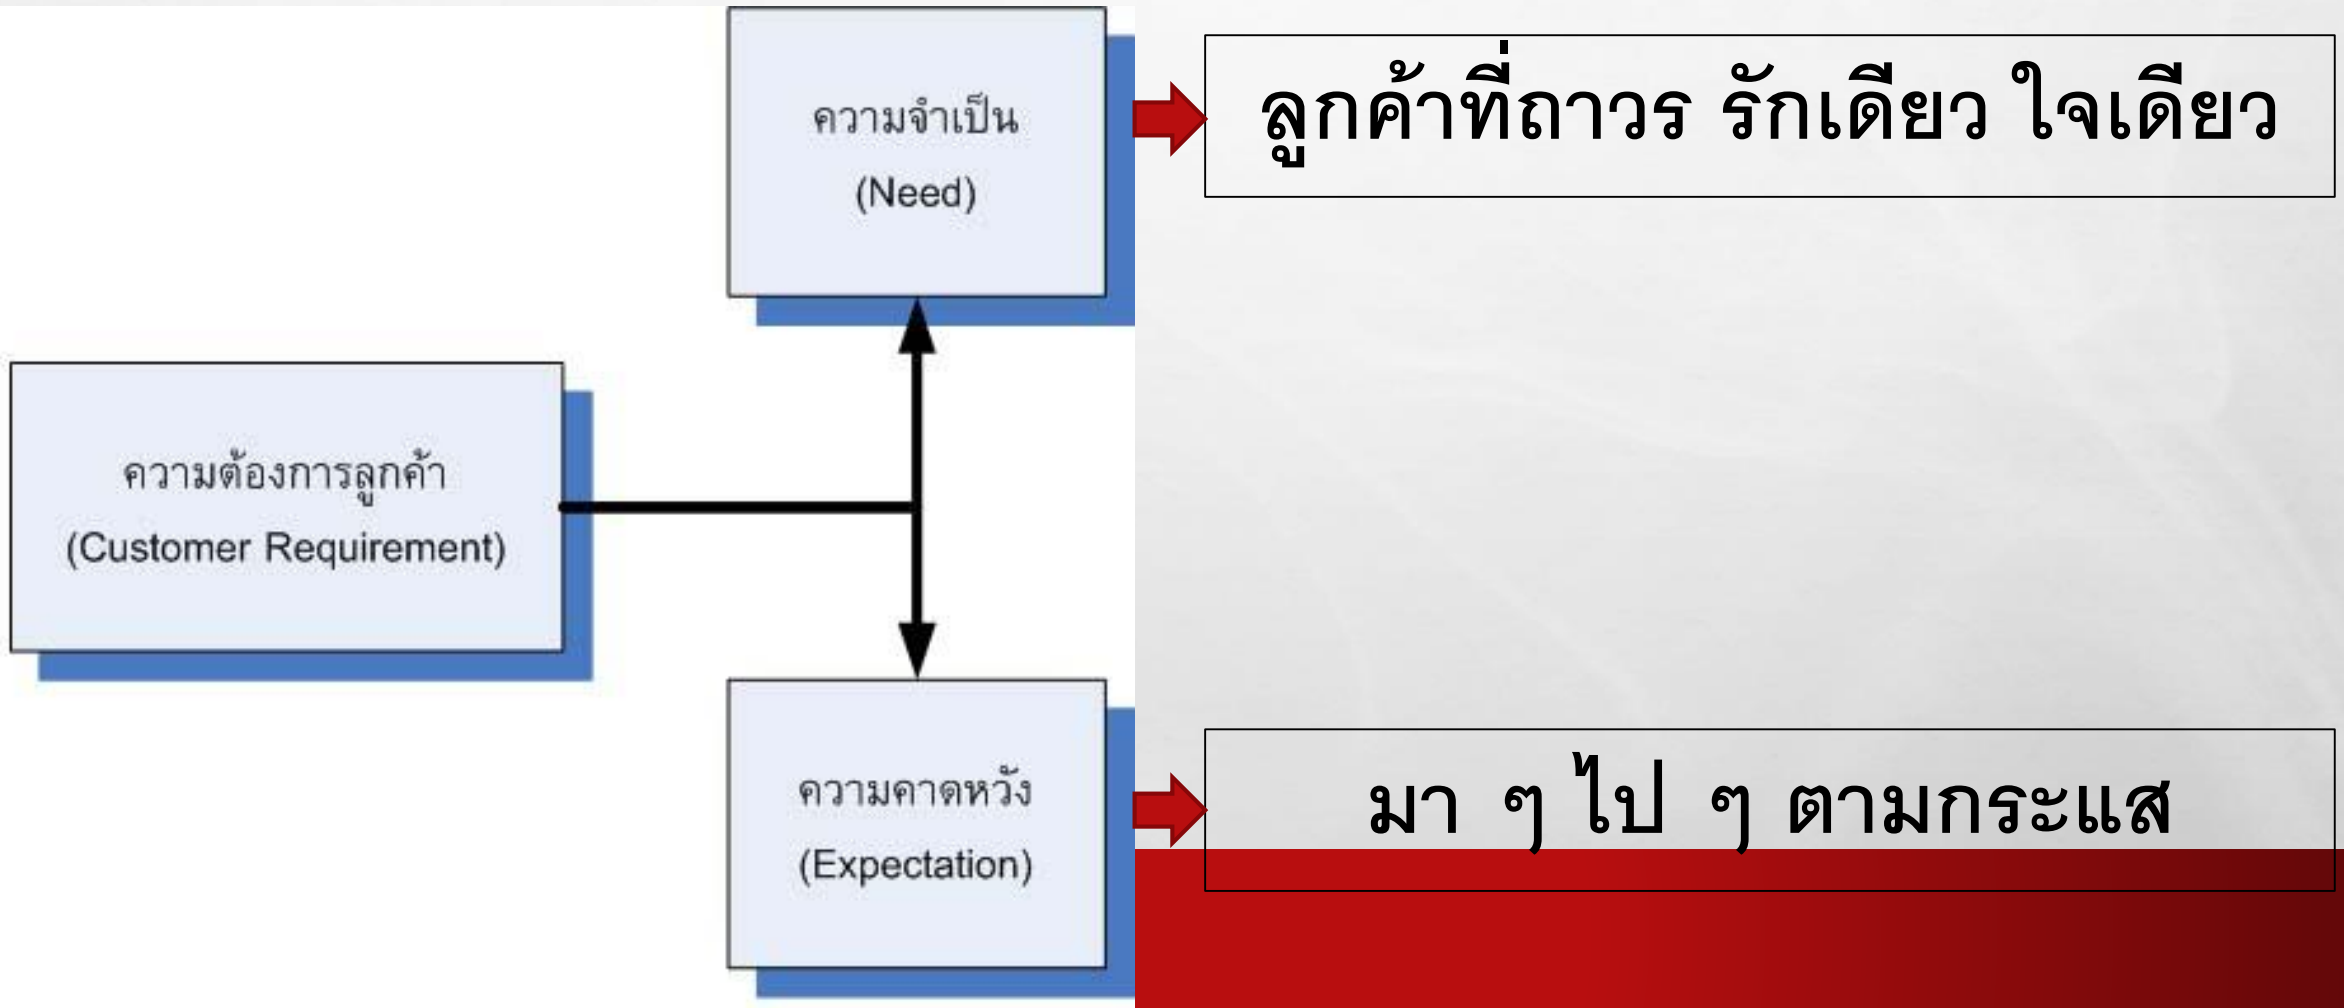 ความจำเป็น
(Need)
ลูกค้าที่ถาวร รักเดียว ใจเดียว
ความต้องการลูกค้า
(Customer Requirement)
ความคาดหวัง
(Expectation)
มา ๆ ไป ๆ ตามกระแส